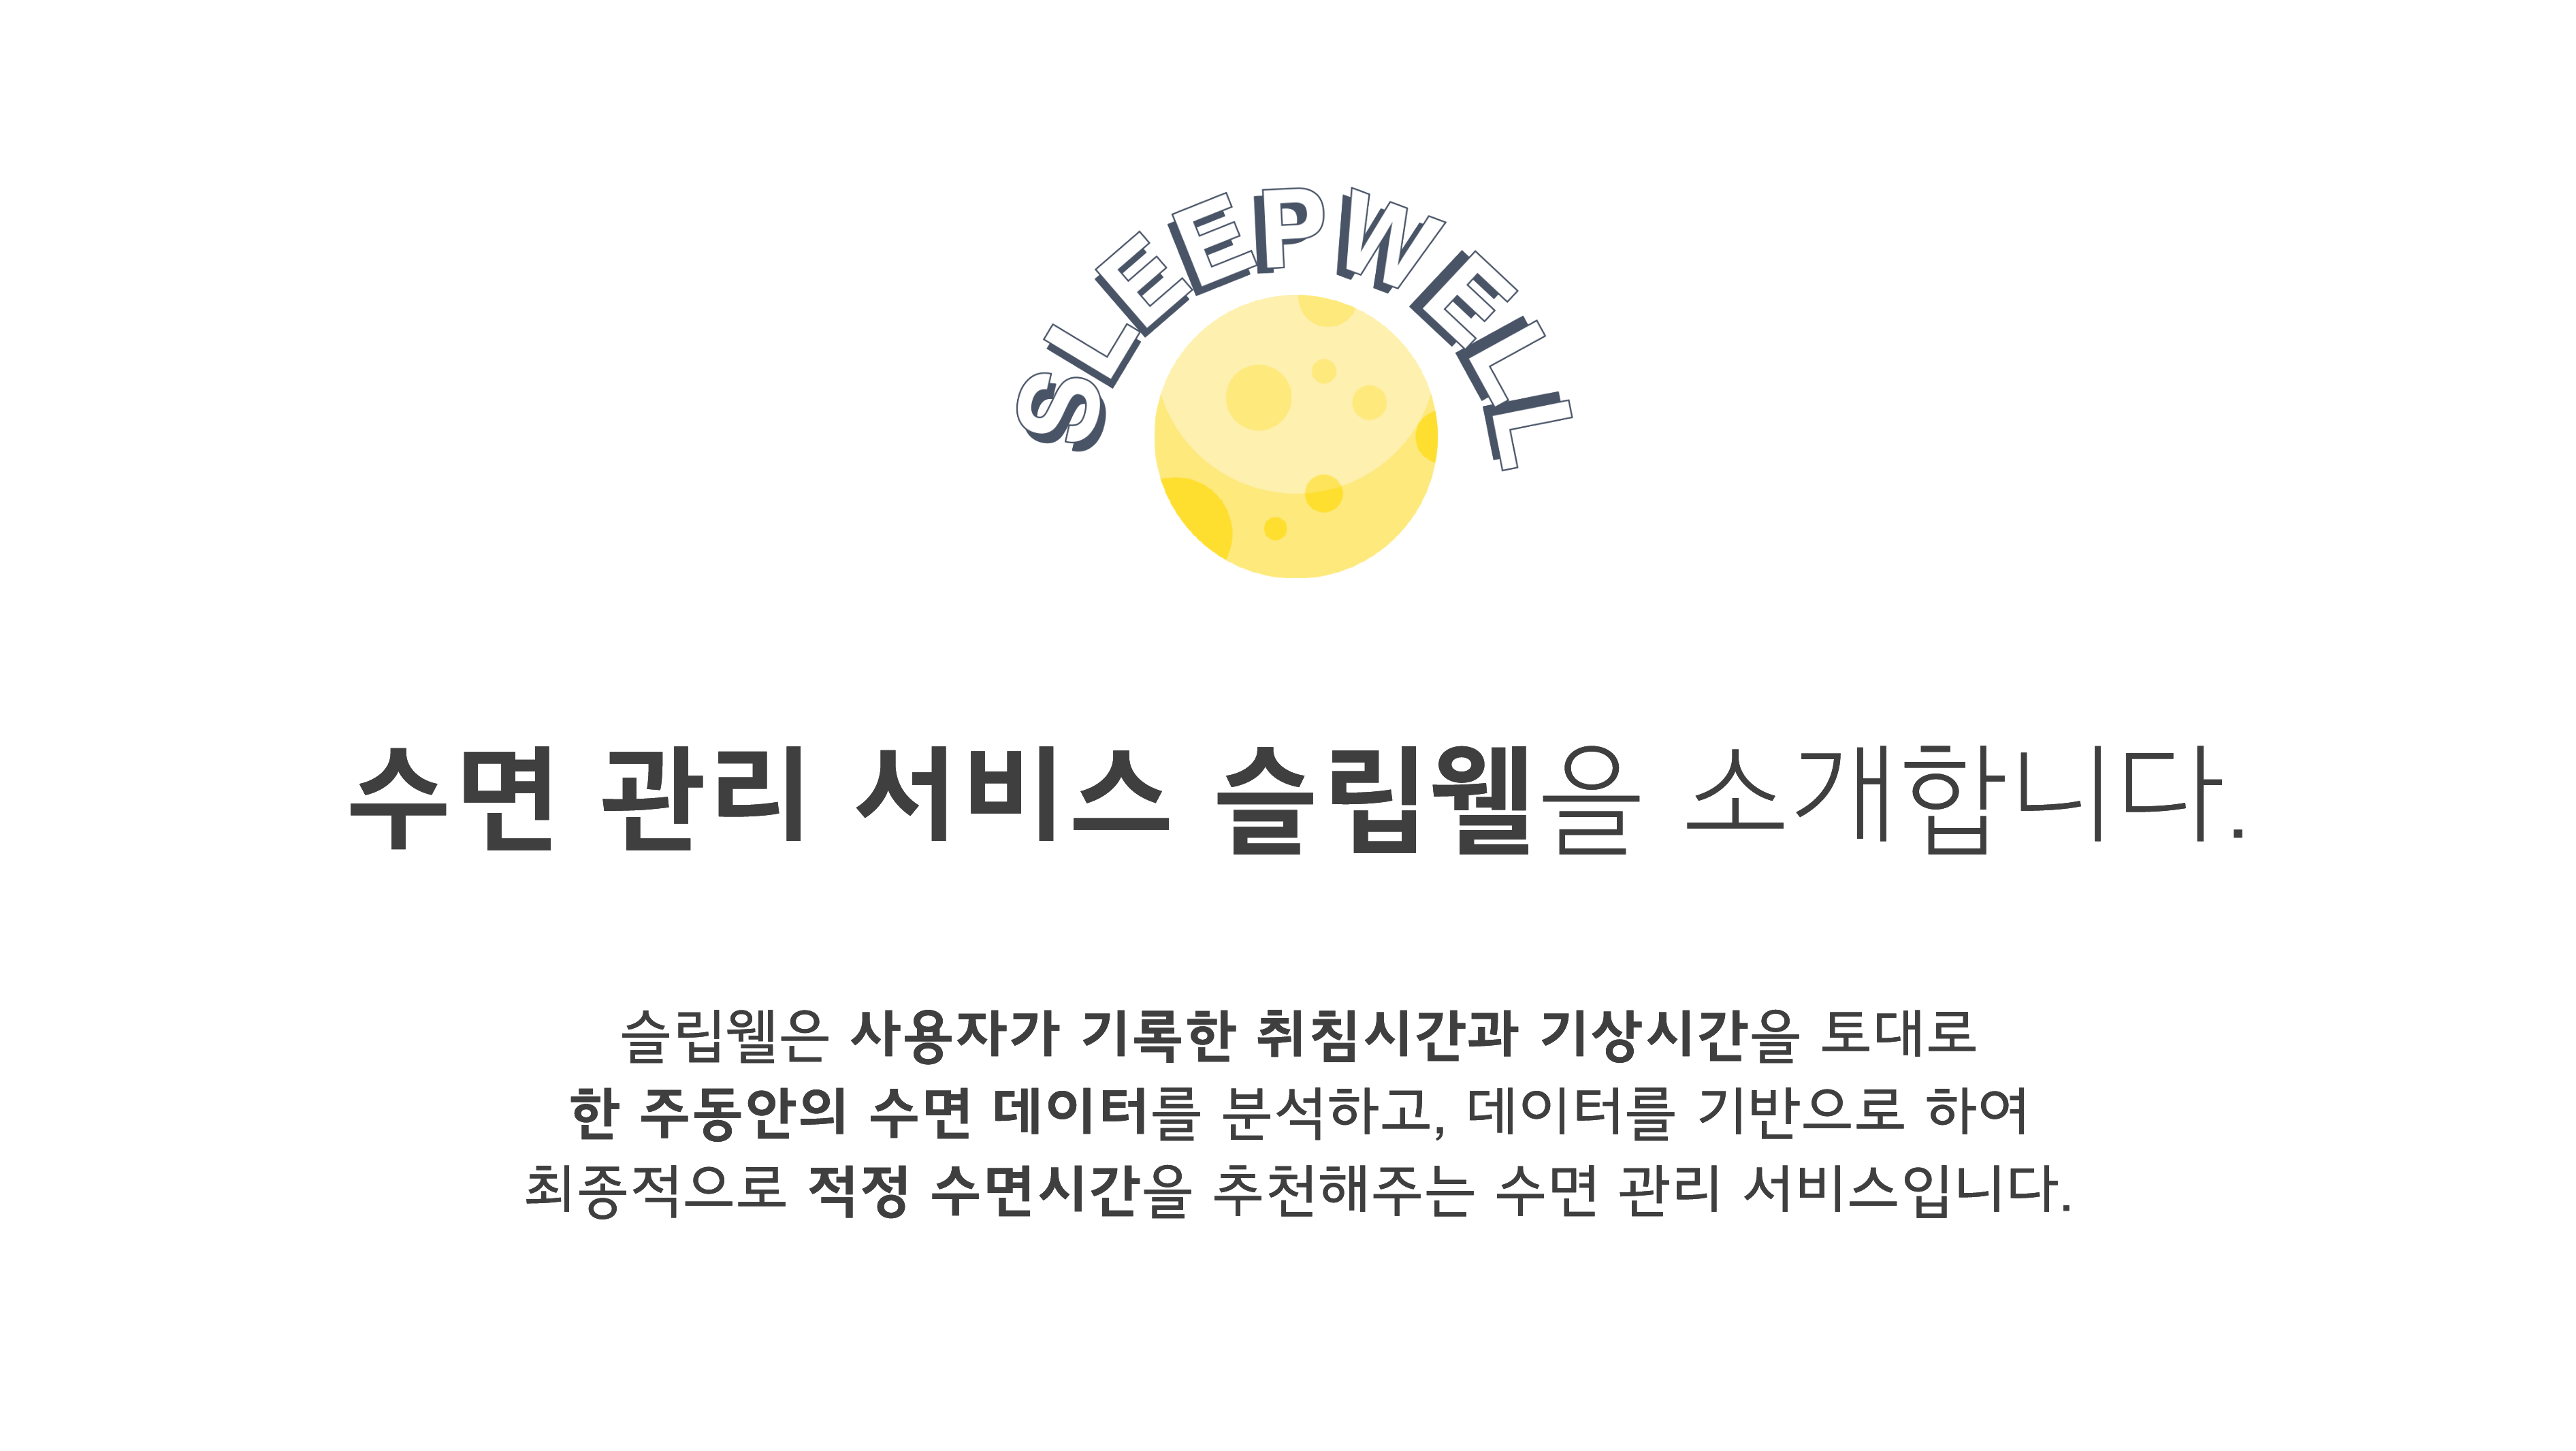 SLEEPWELL
수면 관리 서비스 슬립웰을 소개합니다.
슬립웰은 사용자가 기록한 취침시간과 기상시간을 토대로
한 주동안의 수면 데이터를 분석하고, 데이터를 기반으로 하여
최종적으로 적정 수면시간을 추천해주는 수면 관리 서비스입니다.